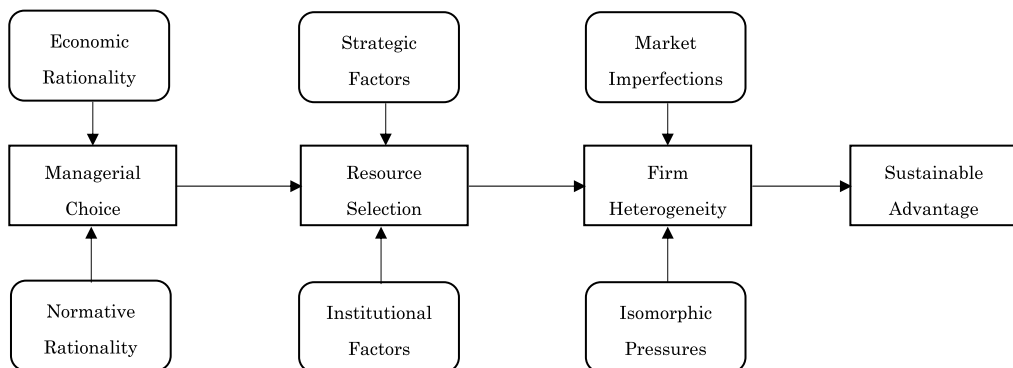 Economic
Rationality
Strategic
Factors
Market
Imperfections
Managerial
Choice
Resource
Selection
Firm
Heterogeneity
Sustainable
Advantage
Normative
Rationality
Institutional
Factors
Isomorphic
Pressures